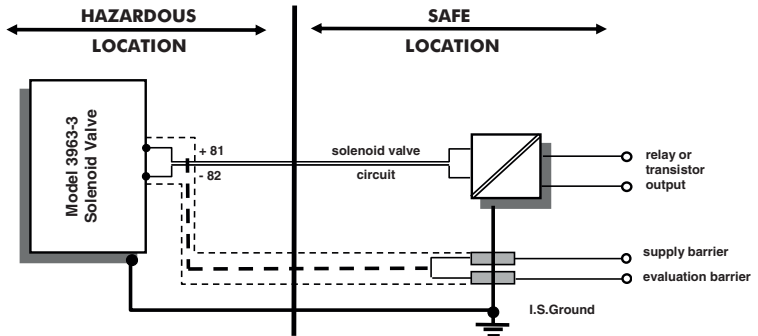 HAZARDOUS
LOCATION
SAFE
LOCATION
Model 3963-3
Solenoid Valve
+ 81
- 82
solenoid valve
circuit
relay or
transistor
output
supply barrier
evaluation barrier
I.S.Ground